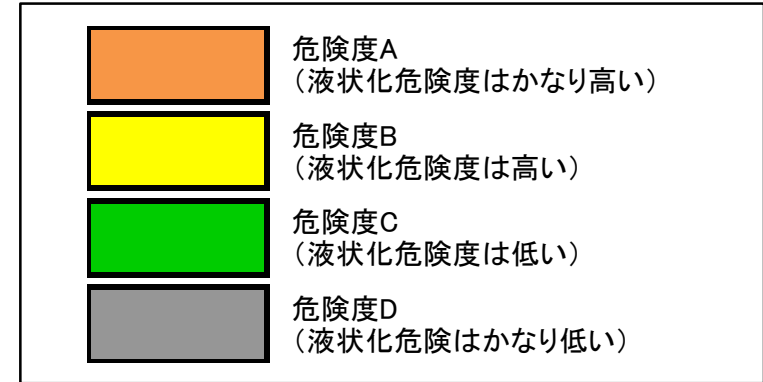 危険度A
（液状化危険度はかなり高い）
危険度B
（液状化危険度は高い）
危険度C
（液状化危険度は低い）
危険度D
（液状化危険はかなり低い）